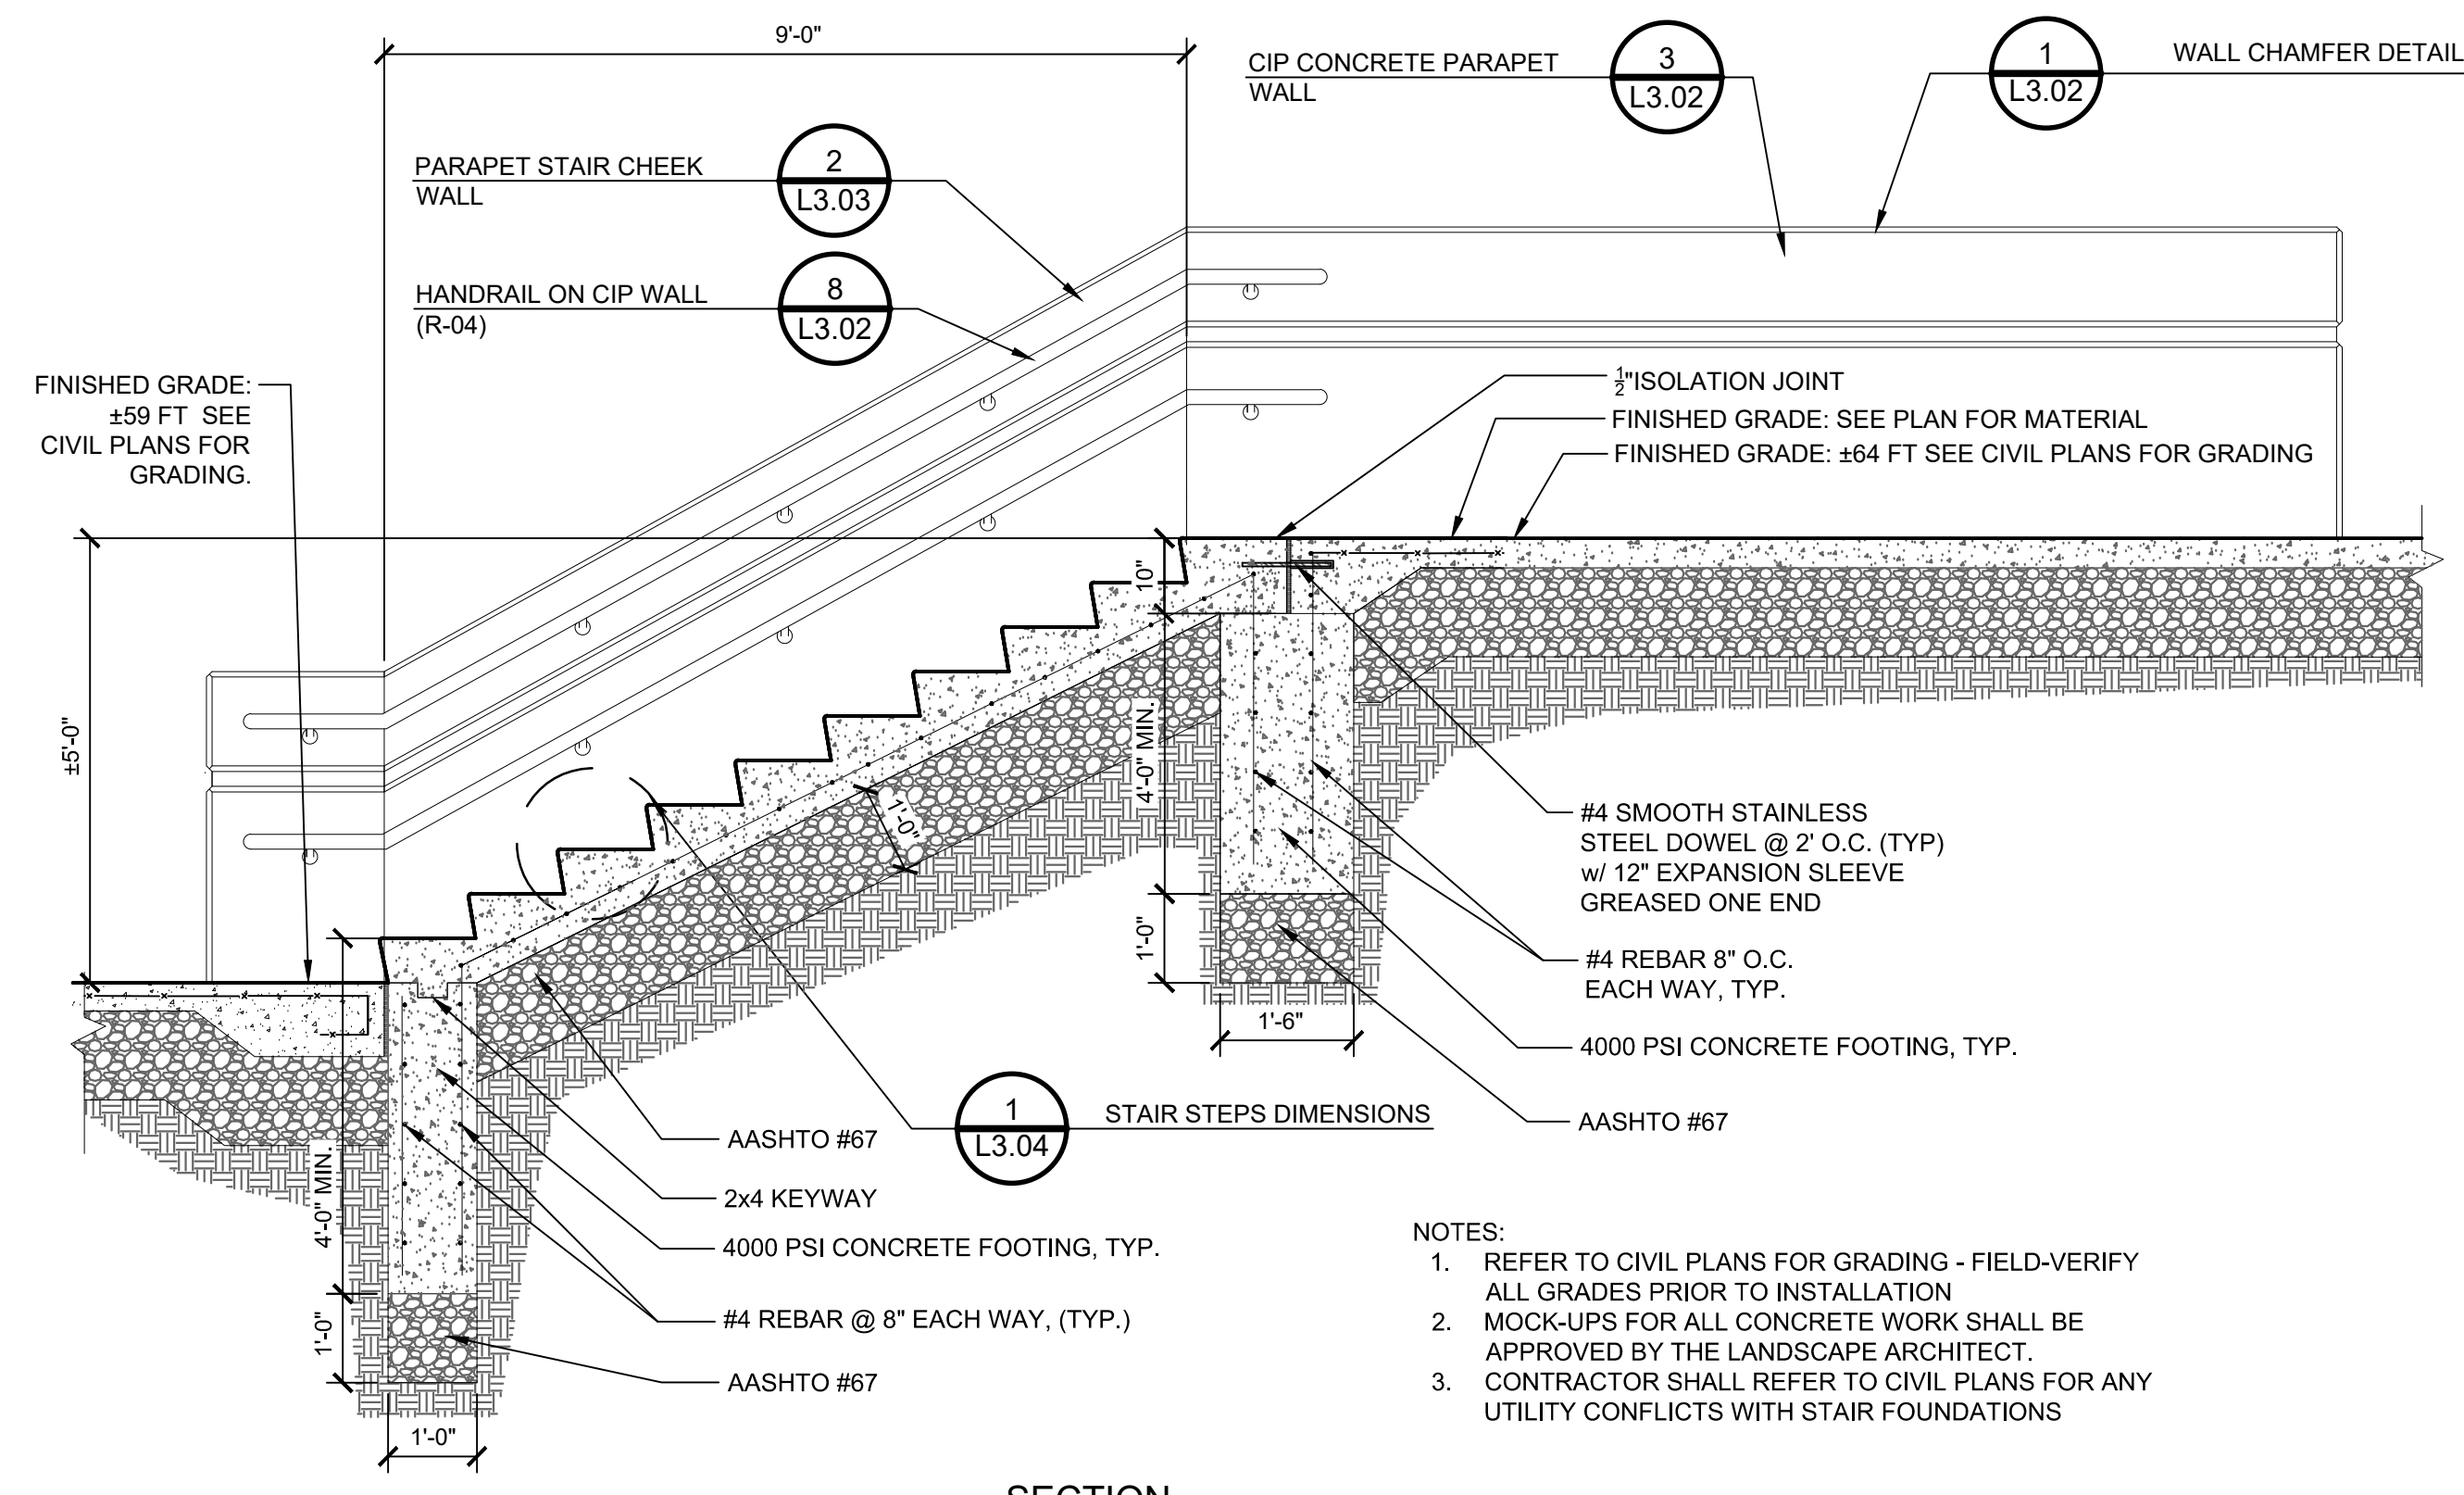 9'-0"
CIP CONCRETE PARAPET
WALL
3
L3.02
1
L3.02
WALL CHAMFER DETAIL
PARAPET STAIR CHEEK
WALL
2
L3.03
HANDRAIL ON CIP WALL
(R-04)
8
L3.02
FINISHED GRADE:
±59 FT SEE
CIVIL PLANS FOR
GRADING.
½"ISOLATION JOINT
FINISHED GRADE: SEE PLAN FOR MATERIAL
FINISHED GRADE: ±64 FT SEE CIVIL PLANS FOR GRADING
10"
±5'-0"
4'-0" MIN.
1'-0"
1'-0"
1'-6"
#4 SMOOTH STAINLESS
STEEL DOWEL @ 2' O.C. (TYP)
w/ 12" EXPANSION SLEEVE
GREASED ONE END
#4 REBAR 8" O.C.
EACH WAY, TYP.
4000 PSI CONCRETE FOOTING, TYP.
AASHTO #67
1
L3.04
STAIR STEPS DIMENSIONS
AASHTO #67
2x4 KEYWAY
4000 PSI CONCRETE FOOTING, TYP.
#4 REBAR @ 8" EACH WAY, (TYP.)
AASHTO #67
4'-0" MIN.
1'-0"
1'-0"
NOTES:
1. REFER TO CIVIL PLANS FOR GRADING - FIELD-VERIFY
ALL GRADES PRIOR TO INSTALLATION
2. MOCK-UPS FOR ALL CONCRETE WORK SHALL BE
APPROVED BY THE LANDSCAPE ARCHITECT.
3. CONTRACTOR SHALL REFER TO CIVIL PLANS FOR ANY
UTILITY CONFLICTS WITH STAIR FOUNDATIONS
SECTION